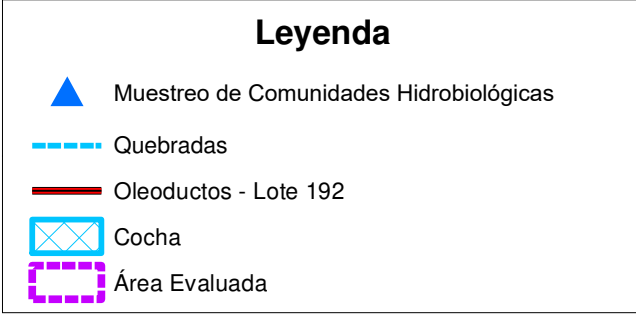 Leyenda
Muestreo de Comunidades Hidrobiológicas
Quebradas
Oleoductos - Lote 192
Cocha
Área Evaluada